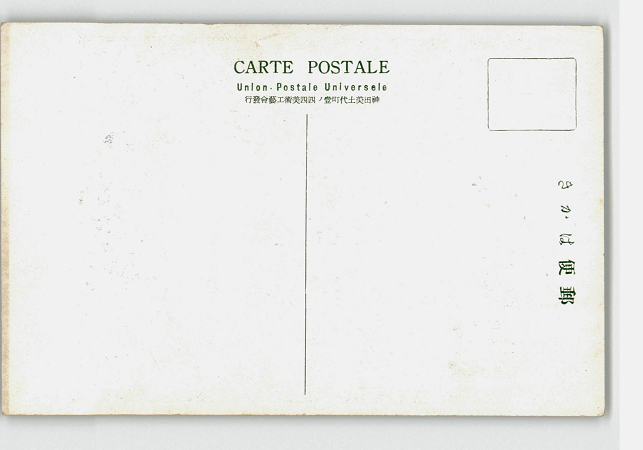 CARTE POSTALE
Union-Postale Universele
行發會藝工術美四四ノ壹町代土美田神
きかは便郵